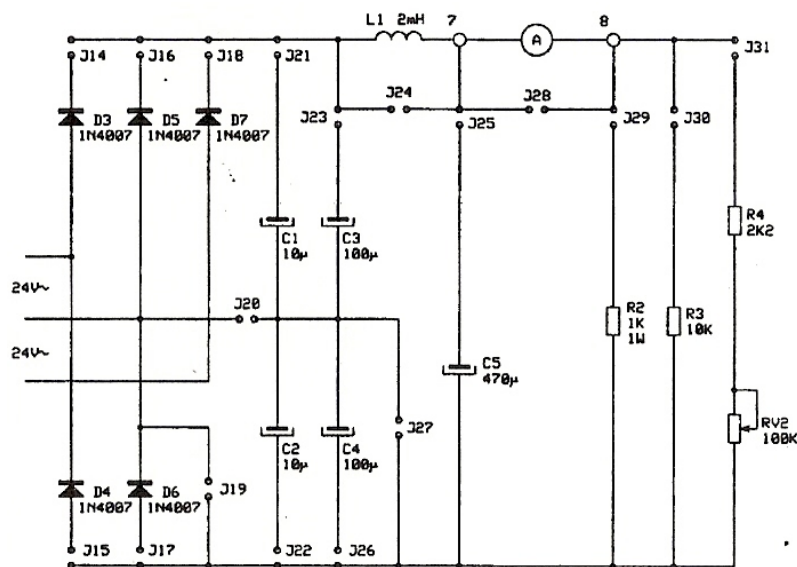 L1 2mH 7 8
A
J14 J16 J18 J21 J31
J24 J28
D3 D5 D7 J23 J25 J29 J30
1N4007 1N4007 1N4007
R4
2K2
C1 C3
10µ 100µ
24V~
J20
R2 R3
1K 10K
1W
24V~
C5
470µ
J27
RV2
100K
C2 C4
10µ 100µ
D4 D6 J19
1N4007 1N4007
J15 J17 J22 J26